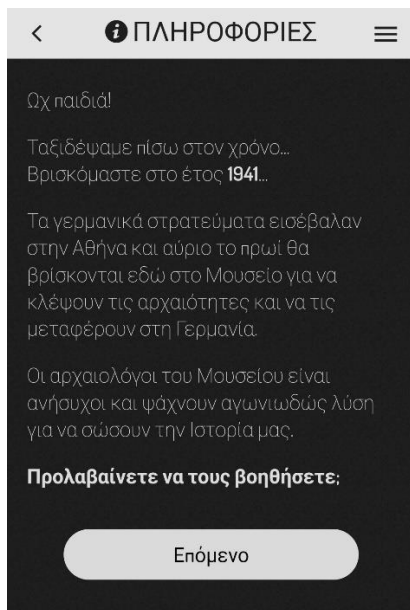 ΠΛΗΡΟΦΟΡΙΕΣ
Ωχ παιδιά!
Ταξιδέψαμε πίσω στον χρόνο...
Βρισκόμαστε στο έτος 1941...
Τα γερμανικά στρατεύματα εισέβαλαν
στην Αθήνα και αύριο το πρωί θα
βρίσκονται εδώ στο Μουσείο για να
κλέψουν τις αρχαιότητες και να τις
μεταφέρουν στη Γερμανία.
Οι αρχαιολόγοι του Μουσείου είναι
ανήσυχοι και ψάχνουν αγωνιωδώς λύση
για να σώσουν την Ιστορία μας.
Προλαβαίνετε να τους βοηθήσετε;
Επόμενο